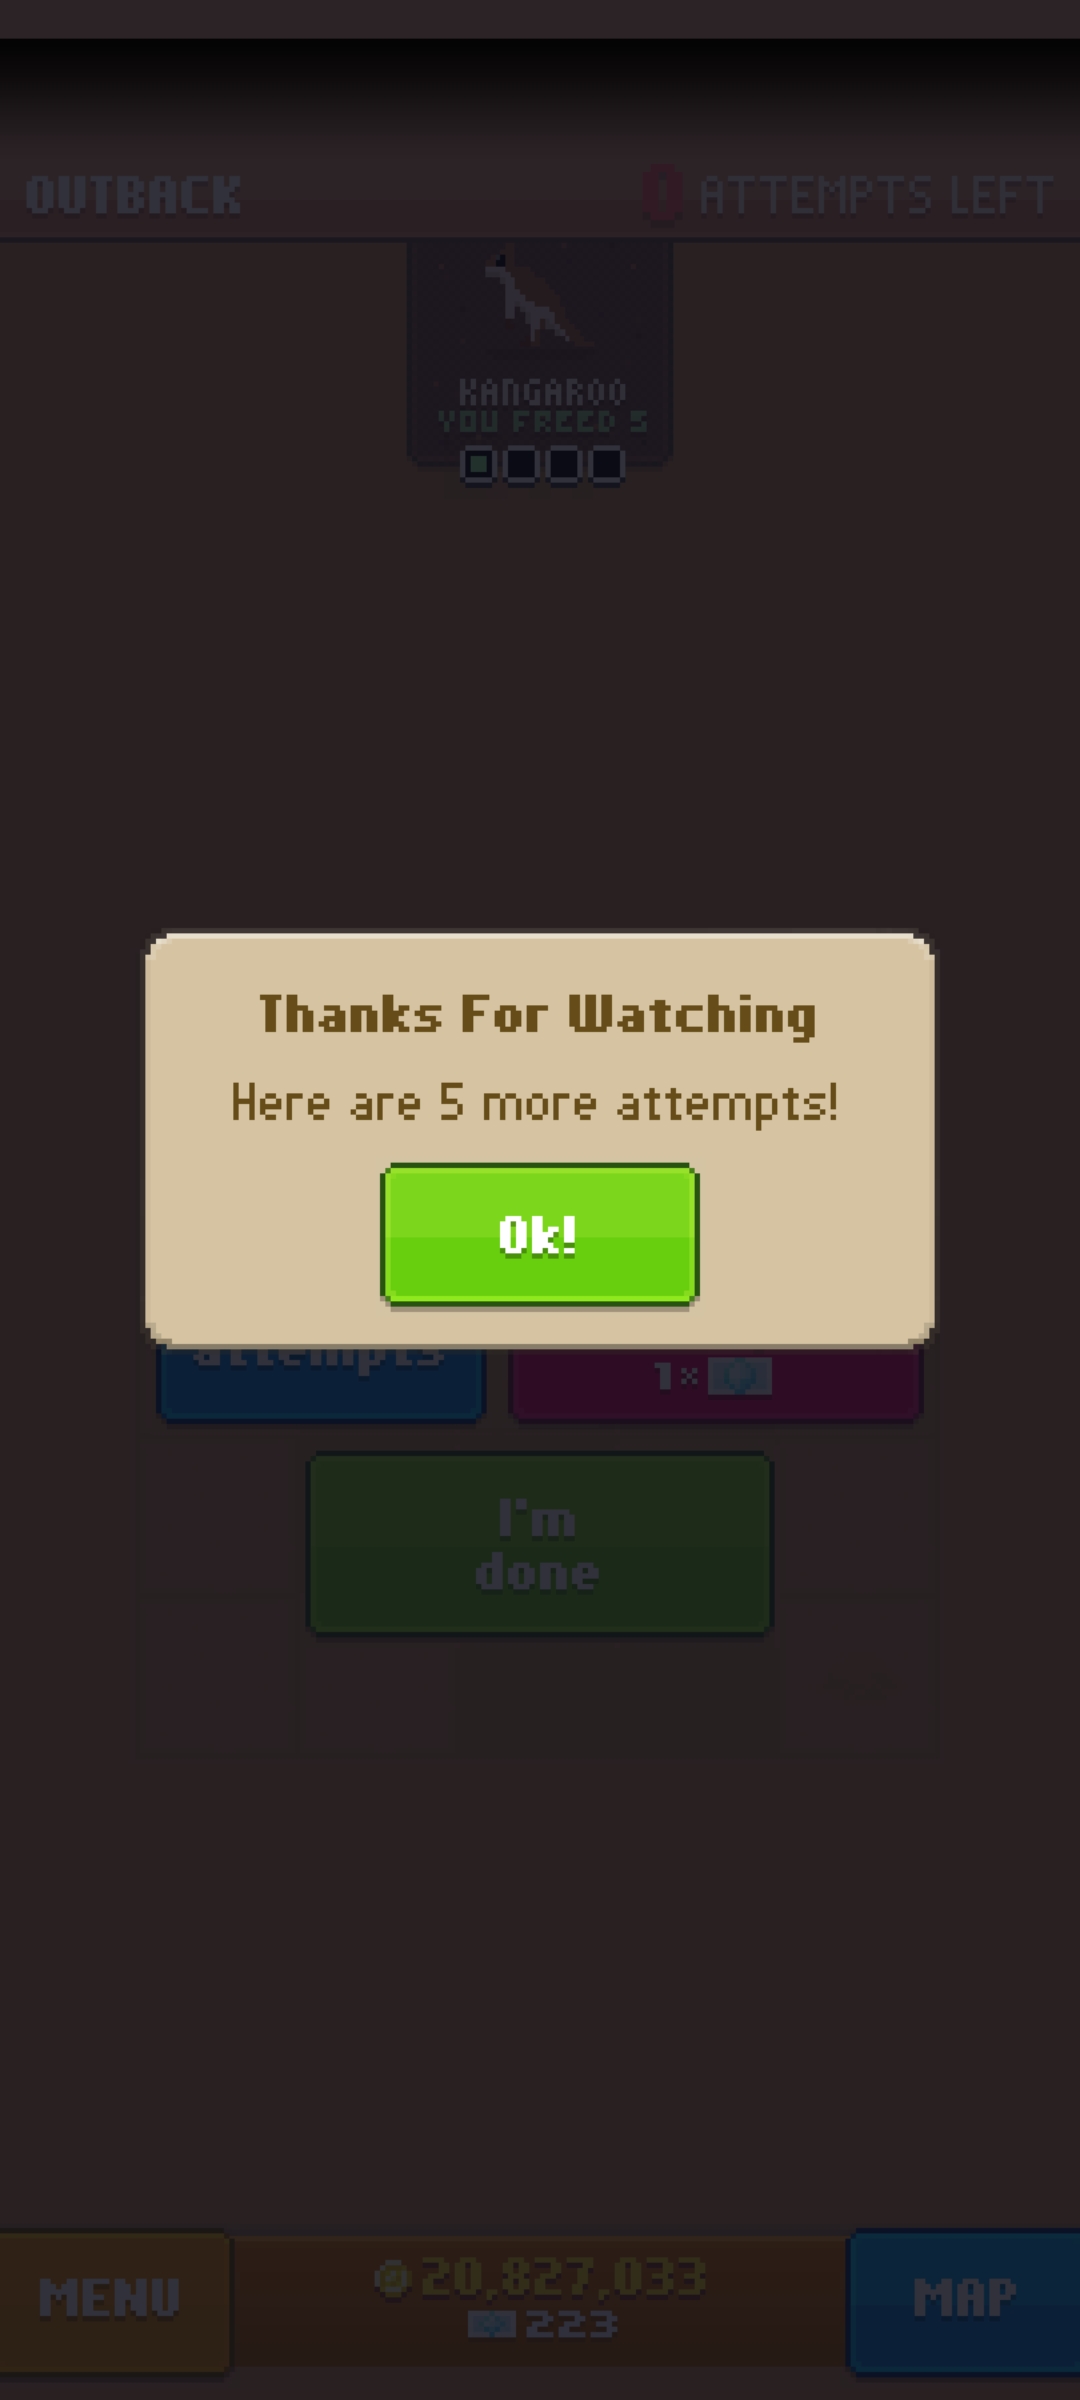 OUTBACK
0 ATTEMPTS LEFT
KANGAROO
YOU FREED 5
Thanks For Watching
Here are 5 more attempts!
Ok!
attempts
1×
I'm
done
MENU
20,827,033
223
MAP